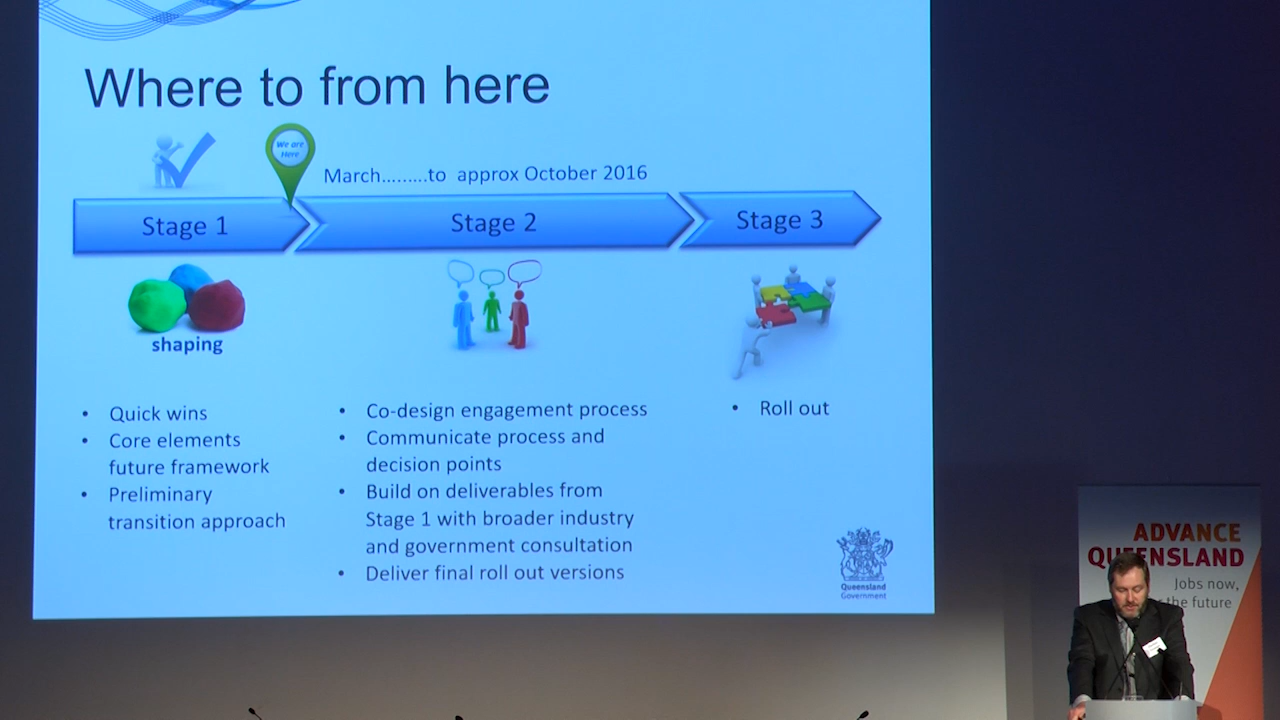 Where to from here
We are
Here
March.........to approx October 2016
Stage 1
Stage 2
Stage 3
shaping
• Quick wins
• Core elements
future framework
• Preliminary
transition approach
• Co-design engagement process
• Communicate process and
decision points
• Build on deliverables from
Stage 1 with broader industry
and government consultation
• Deliver final roll out versions
• Roll out
Queensland
Government
ADVANCE
QUEENSLAND
Jobs now,
the future